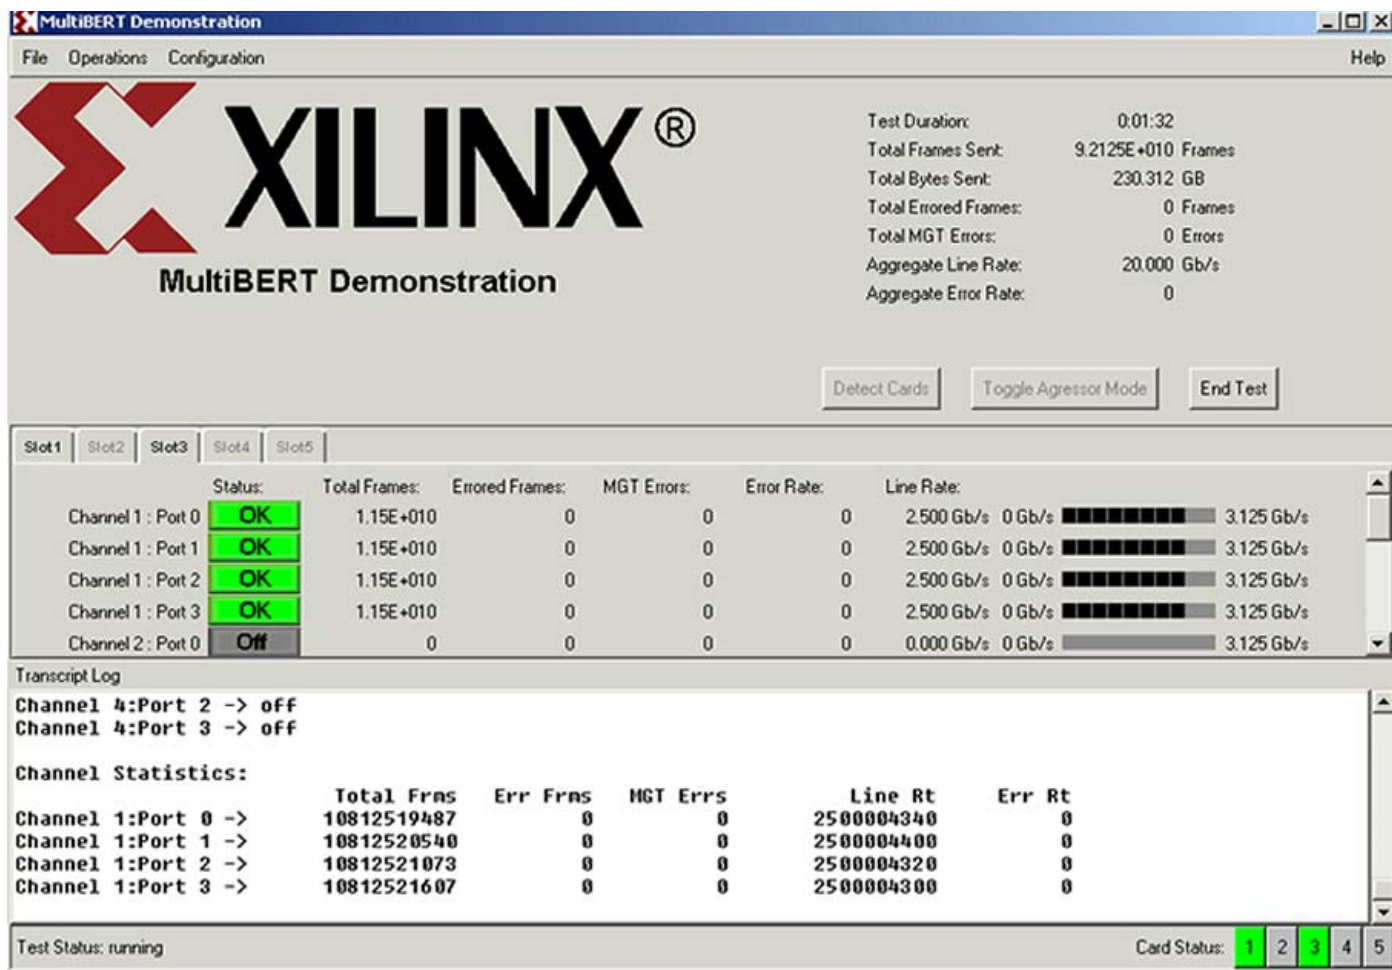 MultiBERT Demonstration
File Operations Configuration Help
XILINX®
MultiBERT Demonstration
Test Duration: 0:01:32
Total Frames Sent: 9.2125E+010 Frames
Total Bytes Sent: 230.312 GB
Total Errored Frames: 0 Frames
Total MGT Errors: 0 Errors
Aggregate Line Rate: 20.000 Gb/s
Aggregate Error Rate: 0
Detect Cards Toggle Agressor Mode End Test
Slot1 Slot2 Slot3 Slot4 Slot5
Status: Total Frames: Errored Frames: MGT Errors: Error Rate: Line Rate:
Channel 1 : Port 0 OK 1.15E+010 0 0 0 2.500 Gb/s 0 Gb/s 3.125 Gb/s
Channel 1 : Port 1 OK 1.15E+010 0 0 0 2.500 Gb/s 0 Gb/s 3.125 Gb/s
Channel 1 : Port 2 OK 1.15E+010 0 0 0 2.500 Gb/s 0 Gb/s 3.125 Gb/s
Channel 1 : Port 3 OK 1.15E+010 0 0 0 2.500 Gb/s 0 Gb/s 3.125 Gb/s
Channel 2 : Port 0 Off 0 0 0 0 0.000 Gb/s 0 Gb/s 3.125 Gb/s
Transcript Log
Channel 4:Port 2 -> off
Channel 4:Port 3 -> off
Channel Statistics:
Total Frms Err Frms MGT Errs Line Rt Err Rt
Channel 1:Port 0 -> 10812519487 0 0 2500004340 0
Channel 1:Port 1 -> 10812520540 0 0 2500004400 0
Channel 1:Port 2 -> 10812521073 0 0 2500004320 0
Channel 1:Port 3 -> 10812521607 0 0 2500004300 0
Test Status: running Card Status: 1 2 3 4 5